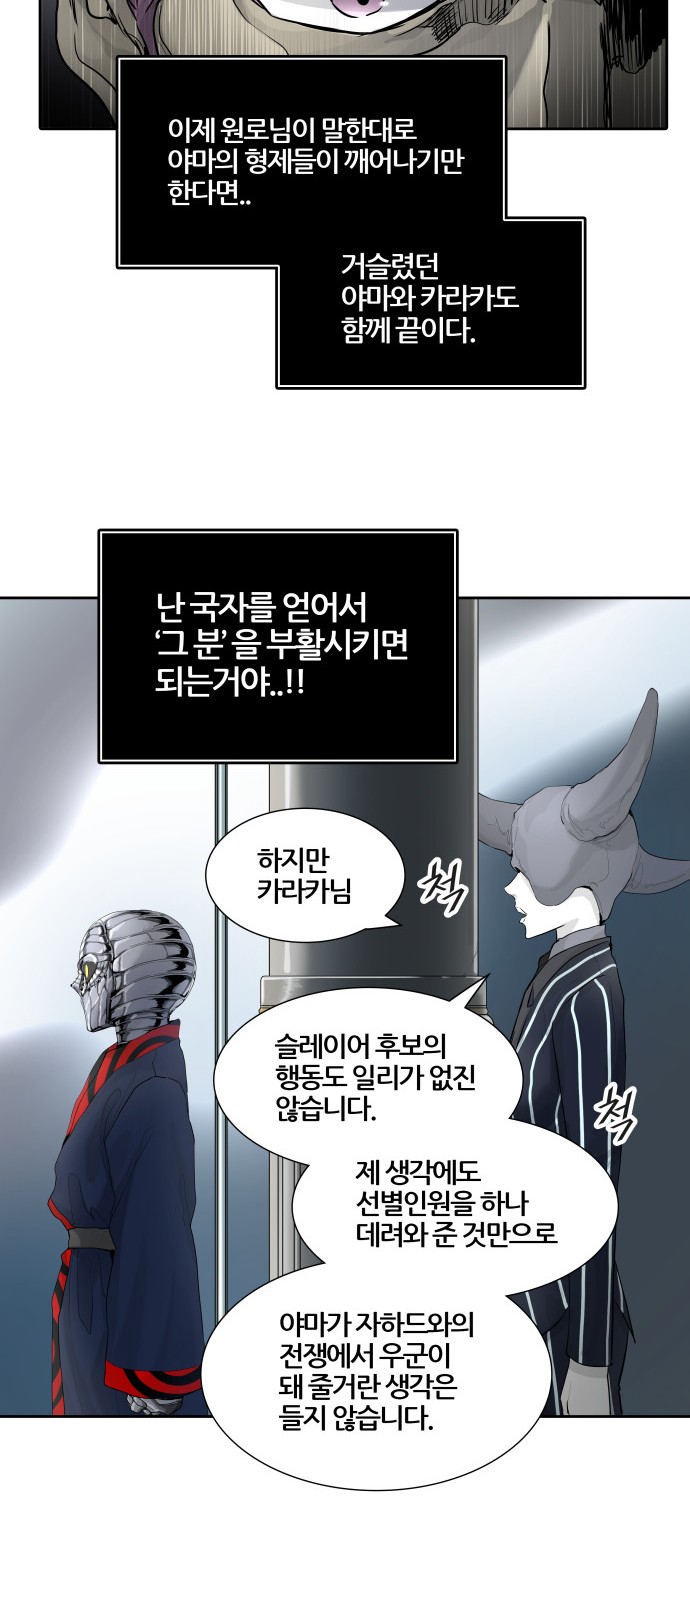 이제 원로님이 말한대로
야마의 형제들이 깨어나기만
한다면..
거슬렸던
야마와 카라카도
함께 끝이다.
난 국자를 얻어서
‘그 분’을 부활시키면
되는거야..!!
하지만
카라카님
척
슬레이어 후보의
행동도 일리가 없진
않습니다.
척
제 생각에도
선별인원을 하나
데려와 준 것만으로
야마가 자하드와의
전쟁에서 우군이
돼 줄거란 생각은
들지 않습니다.